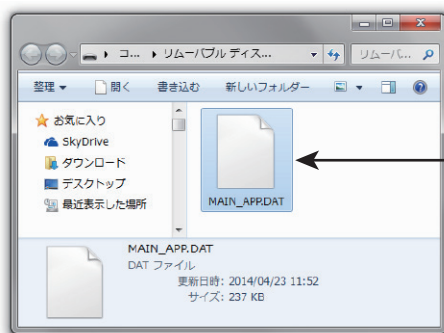 コ... リムーバブル ディス... リムーバ...
整理 開く 書き込む 新しいフォルダー
お気に入り
SkyDrive
ダウンロード
デスクトップ
最近表示した場所
MAIN_APP.DAT
MAIN_APP.DAT
DAT ファイル
更新日時: 2014/04/23 11:52
サイズ: 237 KB